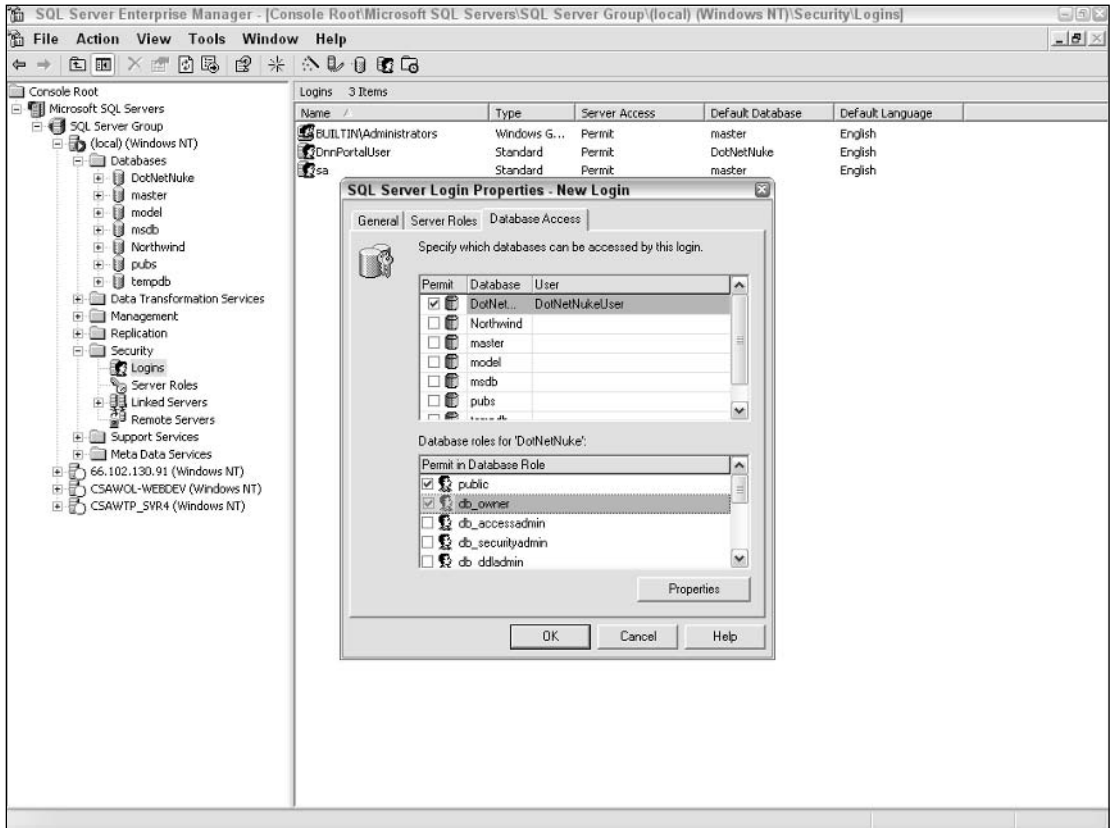 SQL Server Enterprise Manager - [Console Root\Microsoft SQL Servers\SQL Server Group\(local) (Windows NT)\Security\Logins]
File Action View Tools Window Help
Console Root
Microsoft SQL Servers
SQL Server Group
(local) (Windows NT)
Databases
DotNetNuke
master
model
msdb
Northwind
pubs
tempdb
Data Transformation Services
Management
Replication
Security
Logins
Server Roles
Linked Servers
Remote Servers
Support Services
Meta Data Services
66.102.130.91 (Windows NT)
CSAWOL-WEBDEV (Windows NT)
CSAWTP_SVR4 (Windows NT)
Logins 3 Items
Name Type Server Access Default Database Default Language
BUILTIN\Administrators Windows G... Permit master English
DnnPortalUser Standard Permit DotNetNuke English
sa Standard Permit master English
SQL Server Login Properties - New Login
General Server Roles Database Access
Specify which databases can be accessed by this login.
Permit Database User
DotNet... DotNetNukeUser
Northwind
master
model
msdb
pubs
tempdb
Database roles for 'DotNetNuke':
Permit in Database Role
public
db_owner
db_accessadmin
db_securityadmin
db_ddladmin
Properties
OK Cancel Help